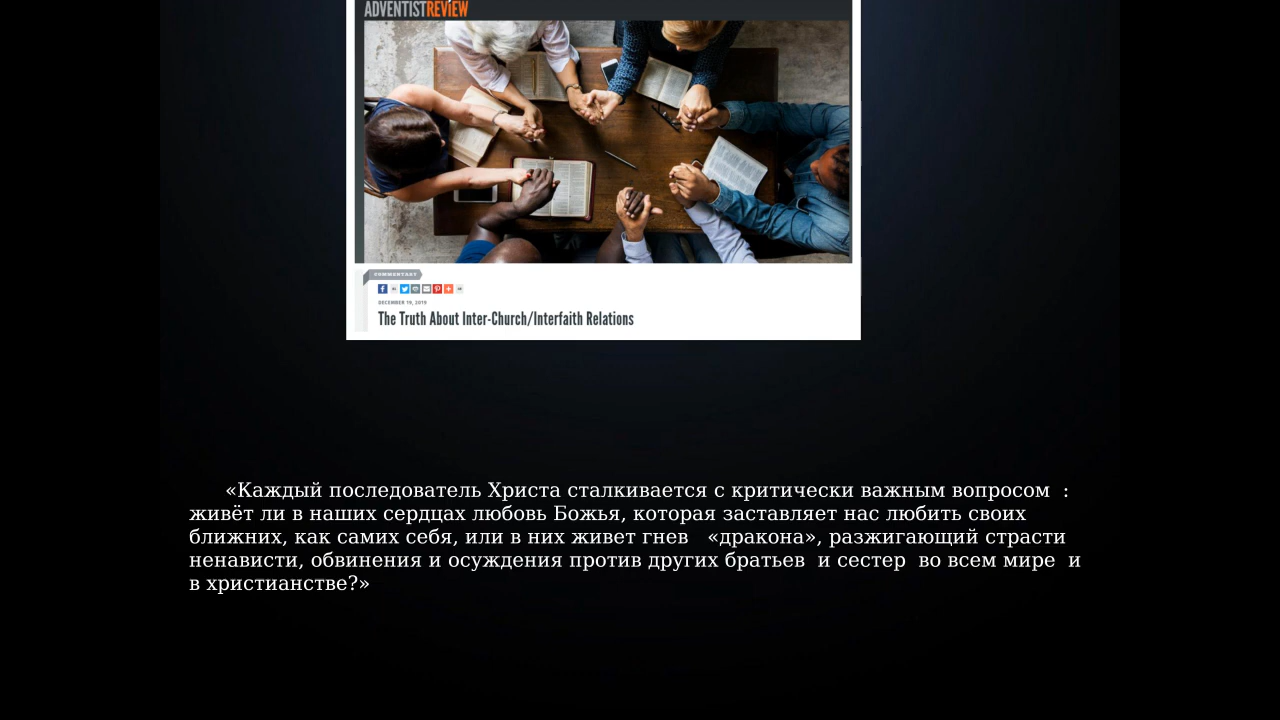 ADVENTISTREVIEW
COMMENTARY
DECEMBER 19, 2019
The Truth About Inter-Church/Interfaith Relations
«Каждый последователь Христа сталкивается с критически важным вопросом  :
живёт ли в наших сердцах любовь Божья, которая заставляет нас любить своих
ближних, как самих себя, или в них живет гнев   «дракона», разжигающий страсти
ненависти, обвинения и осуждения против других братьев  и сестер  во всем мире  и
в христианстве?»